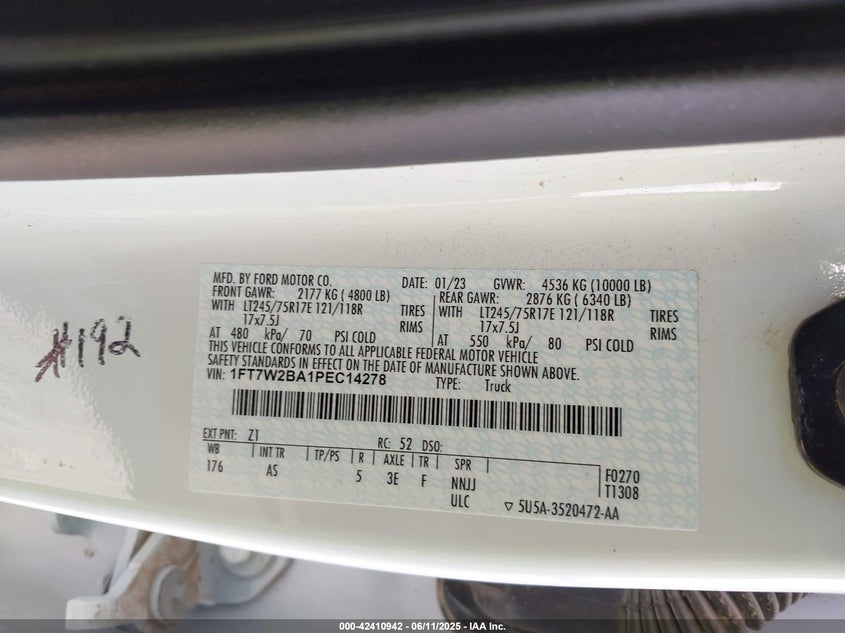 #192
MFD. BY FORD MOTOR CO. DATE: 01/23 GVWR: 4536 KG (10000 LB)
FRONT GAWR: 2177 KG ( 4800 LB) REAR GAWR: 2876 KG ( 6340 LB)
WITH LT245/75R17E 121/118R TIRES WITH LT245/75R17E 121/118R TIRES
17x7.5J RIMS 17x7.5J RIMS
AT 480 kPa/ 70 PSI COLD AT 550 kPa/ 80 PSI COLD
THIS VEHICLE CONFORMS TO ALL APPLICABLE FEDERAL MOTOR VEHICLE
SAFETY STANDARDS IN EFFECT ON THE DATE OF MANUFACTURE SHOWN ABOVE.
VIN: 1FT7W2BA1PEC14278 TYPE: Truck
EXT PNT: Z1 RC: 52 DSO:
WB INT TR TP/PS R AXLE TR SPR F0270
176 AS 5 3E F NNJJ T1308
ULC ▽ 5U5A-3520472-AA
000-42410942 - 06/11/2025 - IAA Inc.